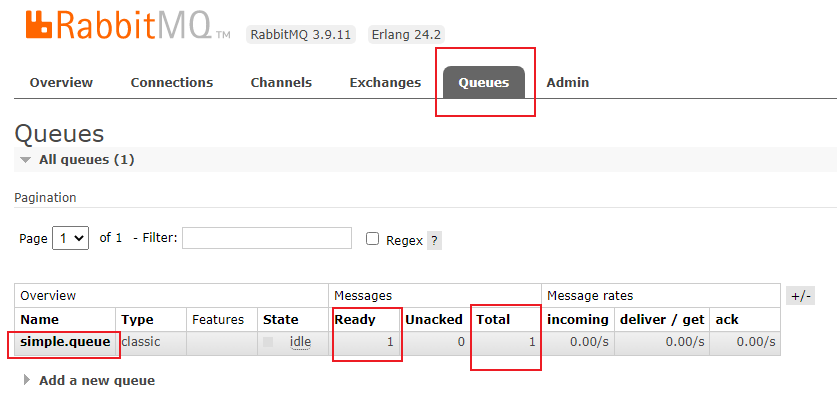 RabbitMQ TM RabbitMQ 3.9.11 Erlang 24.2
Overview Connections Channels Exchanges Queues Admin
Queues
All queues (1)
Pagination
Page 1 of 1 - Filter: Regex ?
Overview Messages Message rates +/-
Name Type Features State Ready Unacked Total incoming deliver / get ack
simple.queue classic idle 1 0 1 0.00/s 0.00/s 0.00/s
Add a new queue